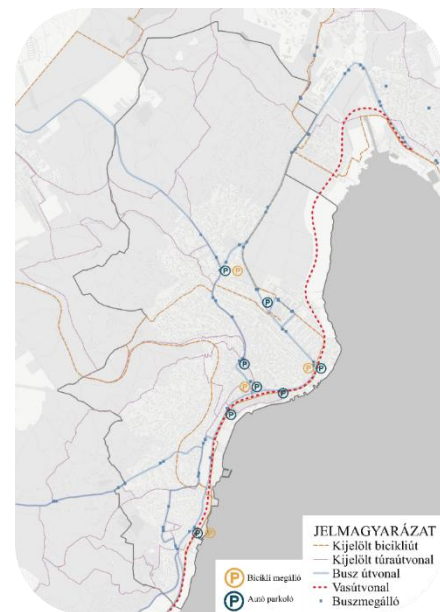 P P
P
P P
P
P P
P
P
P P
P Bicikli megálló
P Autó parkoló
JELMAGYARÁZAT
Kijelölt bicikliút
Kijelölt túraútvonal
Busz útvonal
Vasútvonal
Buszmegálló